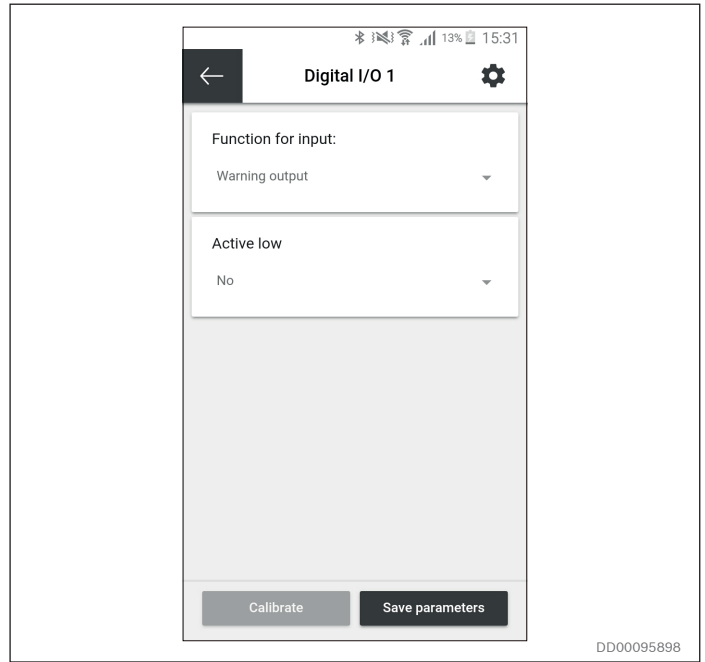 13% 15:31
Digital I/O 1
Function for input:
Warning output
Active low
No
Calibrate Save parameters
DD00095898